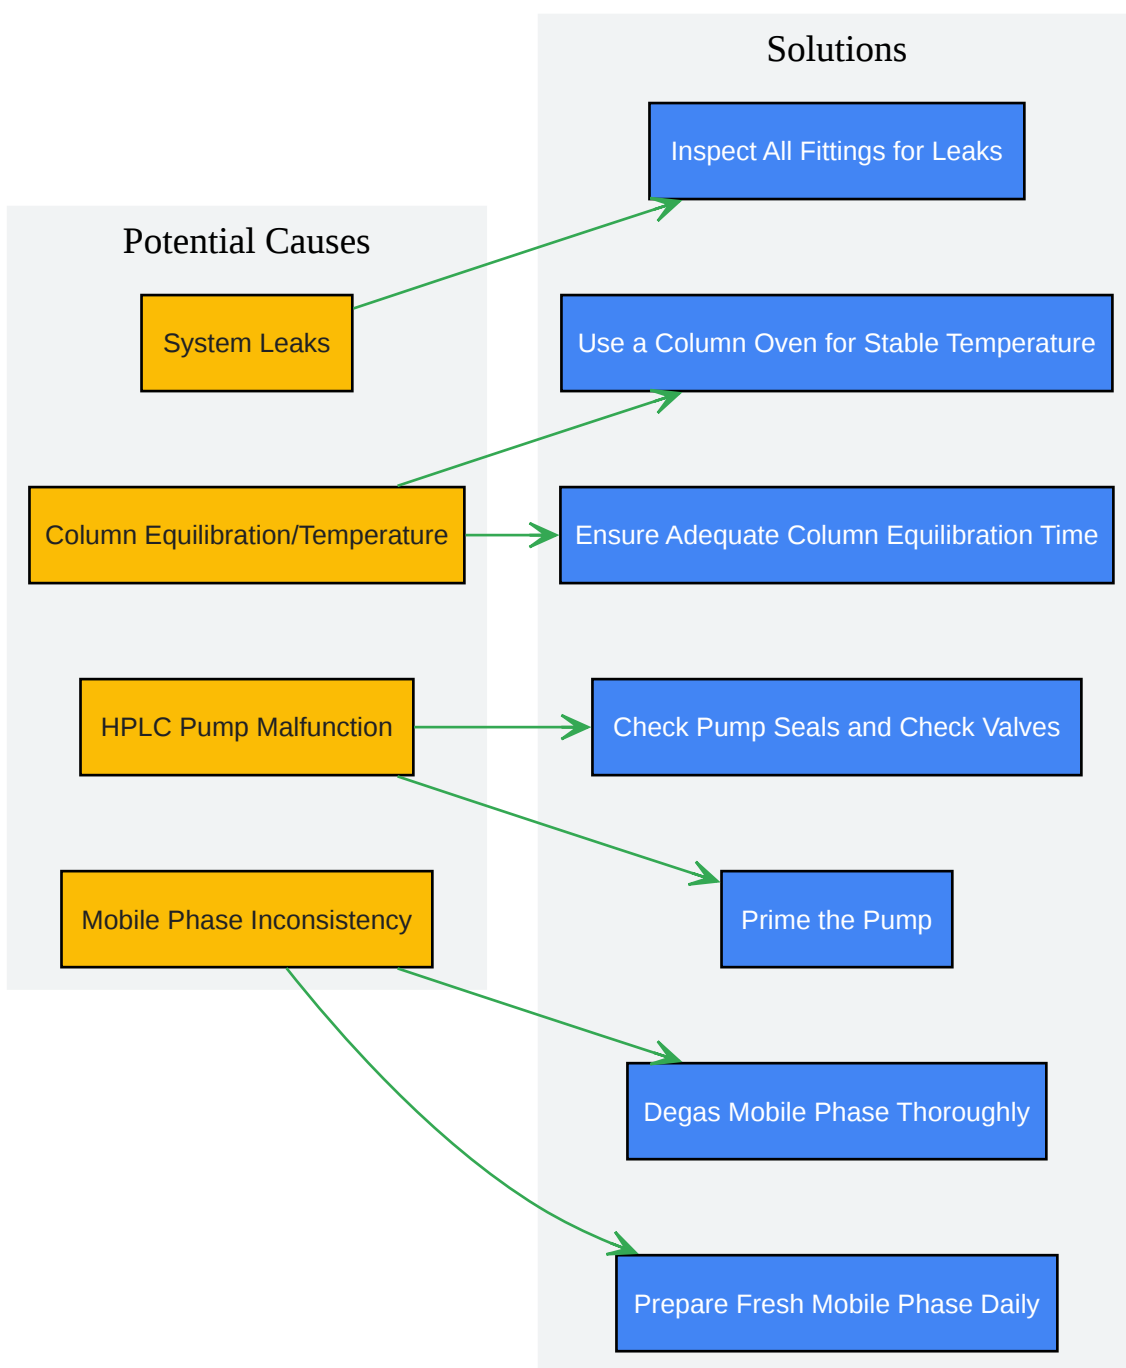 Solutions
Inspect All Fittings for Leaks
Potential Causes
System Leaks
Use a Column Oven for Stable Temperature
Column Equilibration/Temperature
Ensure Adequate Column Equilibration Time
HPLC Pump Malfunction
Check Pump Seals and Check Valves
Mobile Phase Inconsistency
Prime the Pump
Degas Mobile Phase Thoroughly
Prepare Fresh Mobile Phase Daily